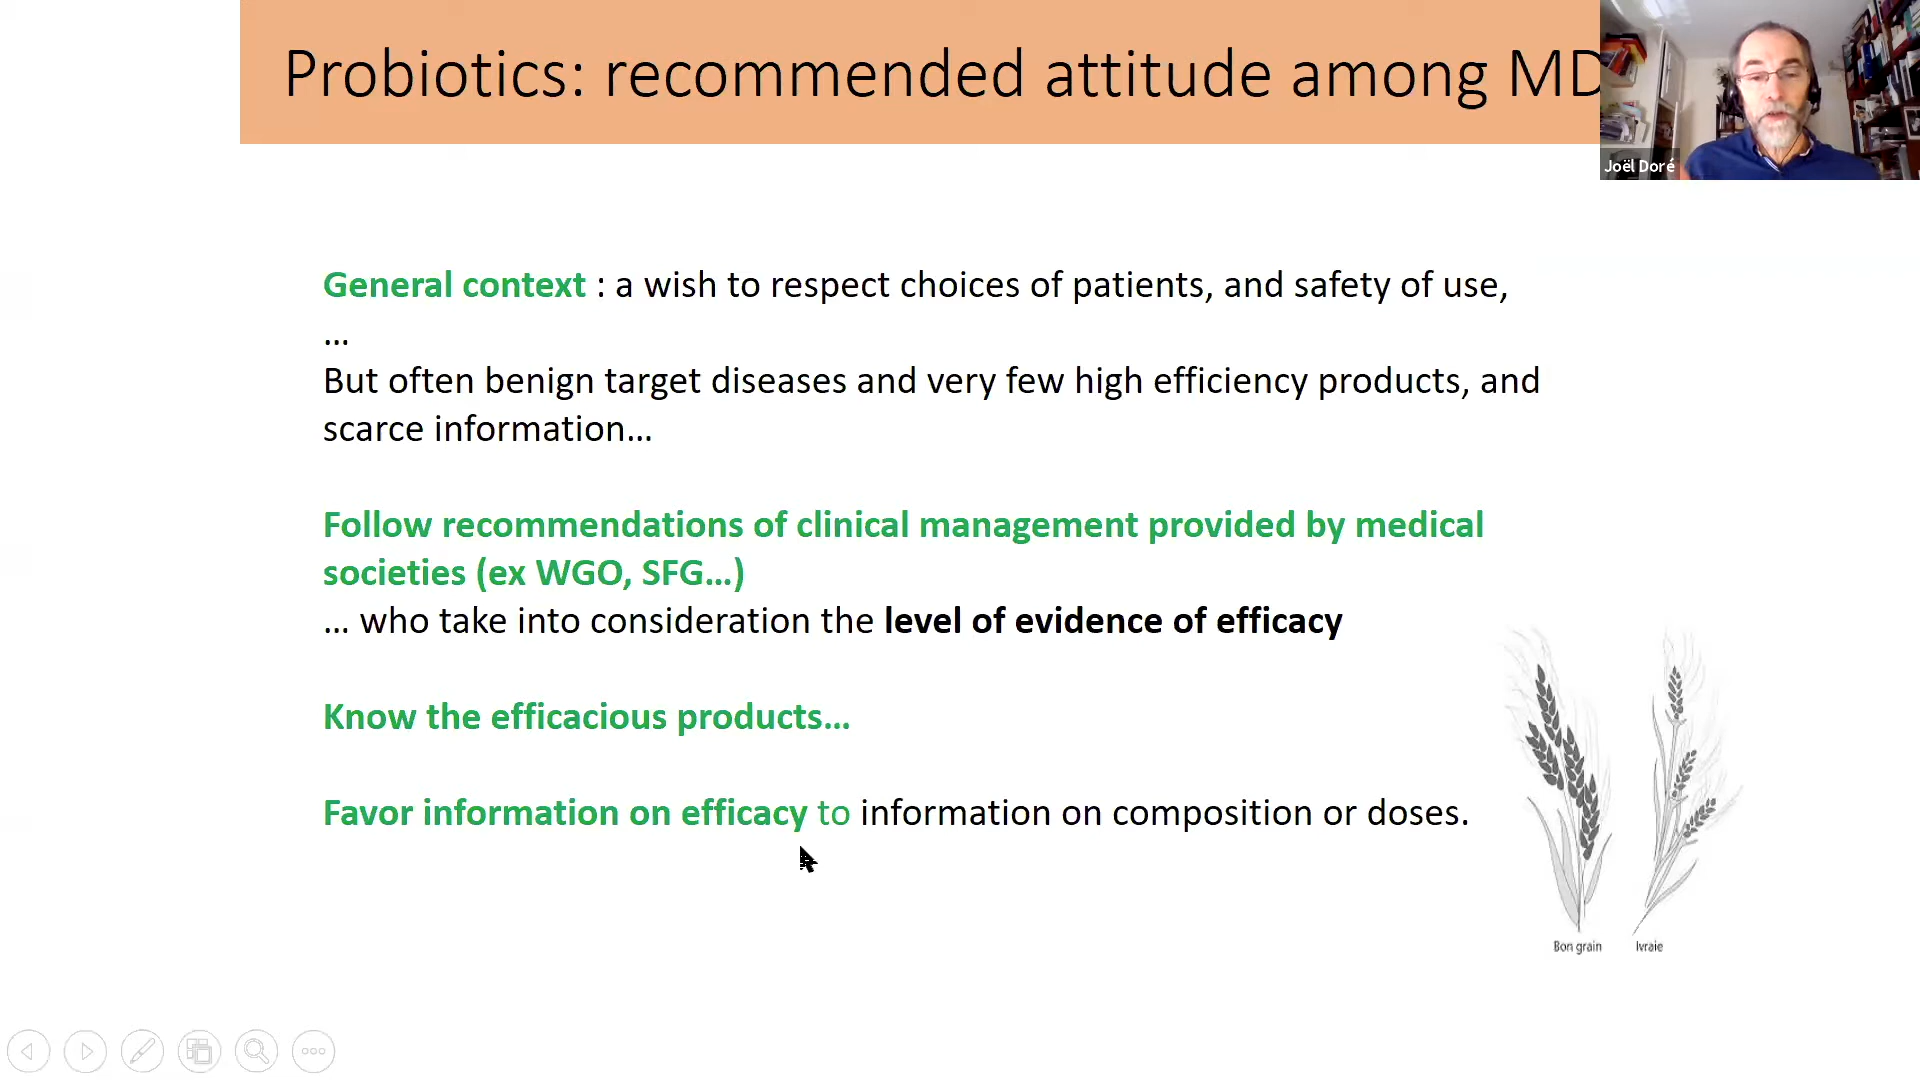 Probiotics: recommended attitude among MD
Joël Doré
General context : a wish to respect choices of patients, and safety of use,
...
But often benign target diseases and very few high efficiency products, and
scarce information...
Follow recommendations of clinical management provided by medical
societies (ex WGO, SFG...)
... who take into consideration the level of evidence of efficacy
Know the efficacious products...
Favor information on efficacy to information on composition or doses.
Bon grain
Ivraie